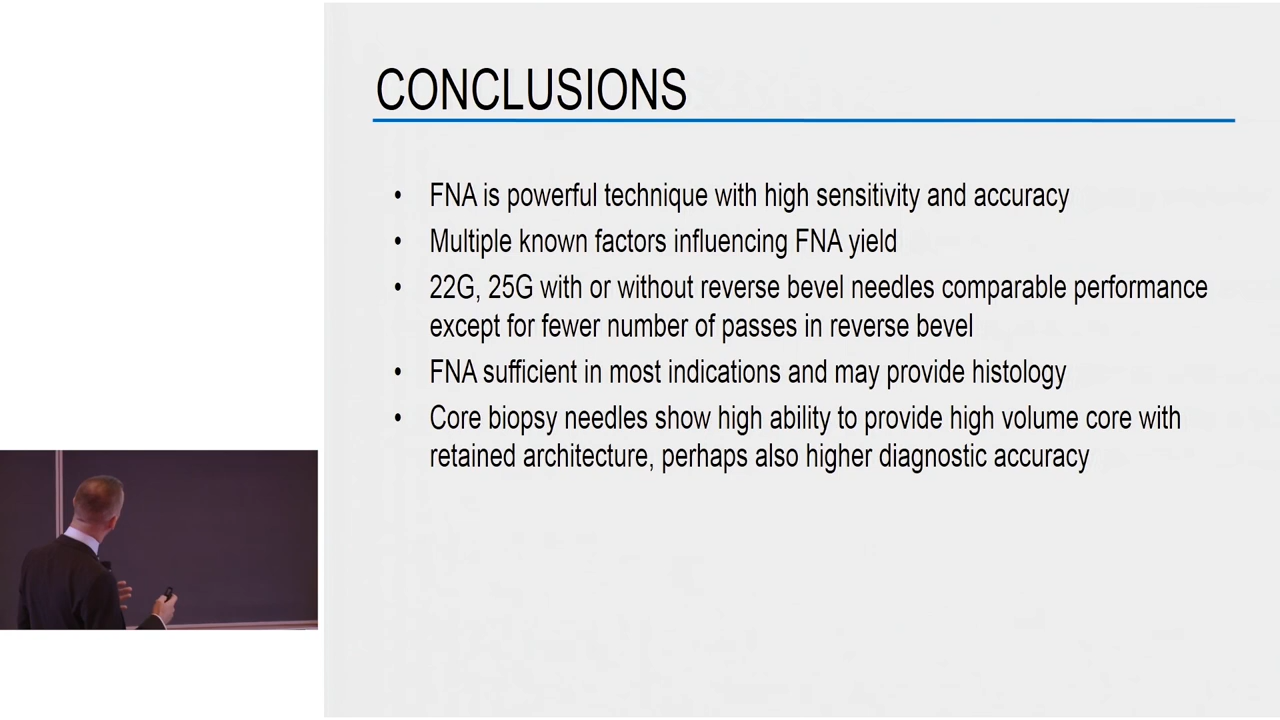 CONCLUSIONS
• FNA is powerful technique with high sensitivity and accuracy
• Multiple known factors influencing FNA yield
• 22G, 25G with or without reverse bevel needles comparable performance
except for fewer number of passes in reverse bevel
• FNA sufficient in most indications and may provide histology
• Core biopsy needles show high ability to provide high volume core with
retained architecture, perhaps also higher diagnostic accuracy